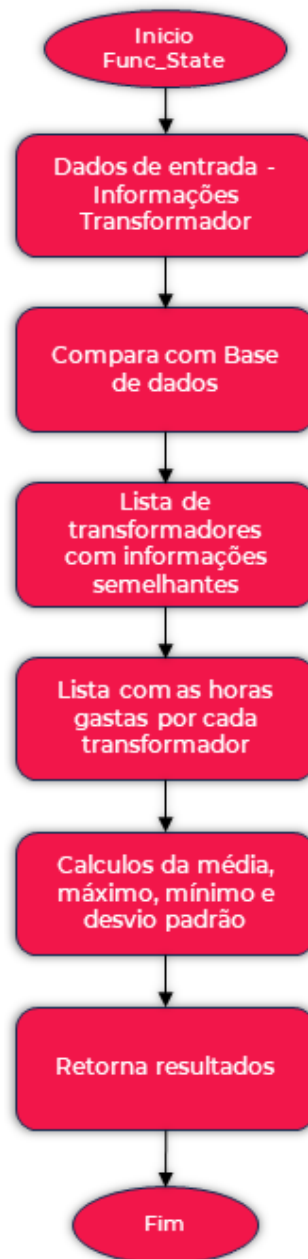 Inicio
Func_State
Dados de entrada -
Informações
Transformador
Compara com Base
de dados
Lista de
transformadores
com informações
semelhantes
Lista com as horas
gastas por cada
transformador
Calculos da média,
máximo, mínimo e
desvio padrão
Retorna resultados
Fim